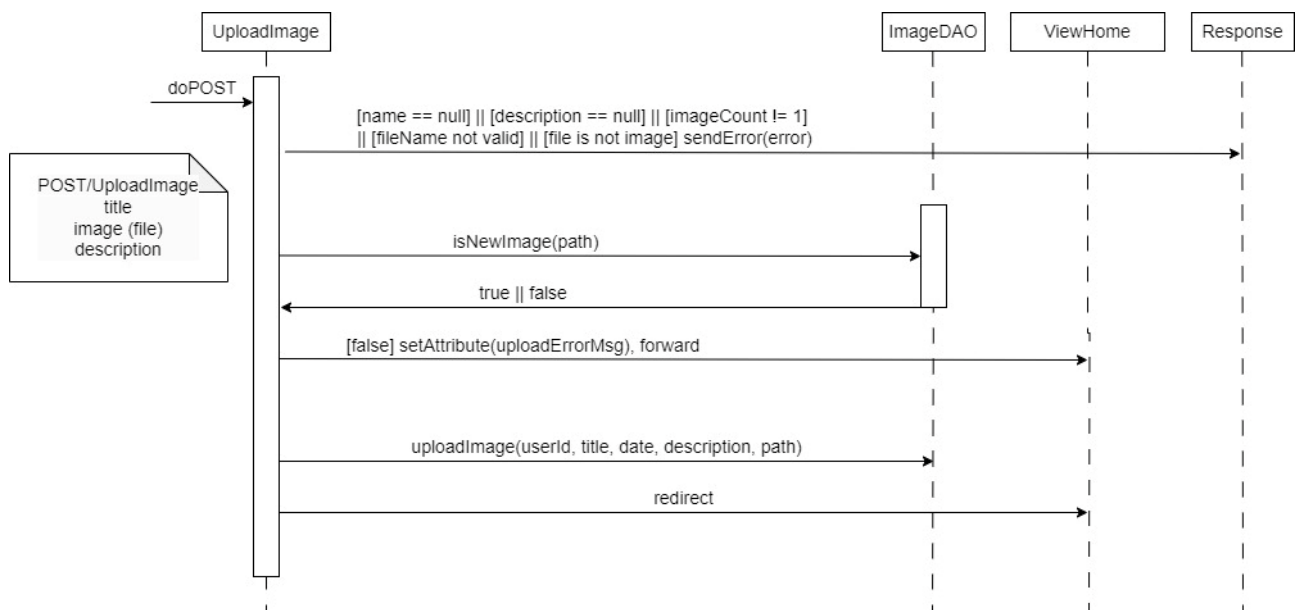 UploadImage
ImageDAO
ViewHome
Response
doPOST
[name == null] || [description == null] || [imageCount != 1]
|| [fileName not valid] || [file is not image] sendError(error)
POST/UploadImage
title
image (file)
description
isNewImage(path)
true || false
[false] setAttribute(uploadErrorMsg), forward
uploadImage(userId, title, date, description, path)
redirect